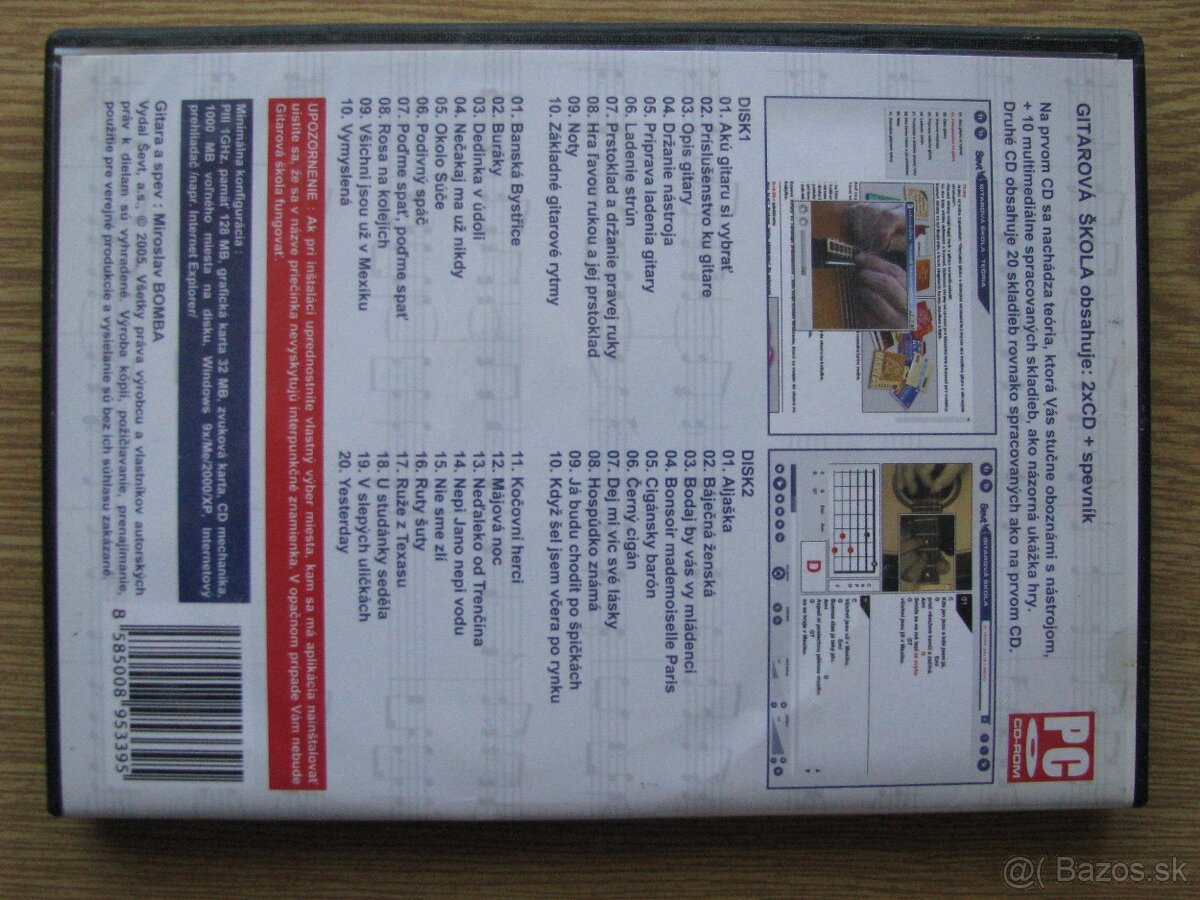 GITAROVÁ ŠKOLA obsahuje: 2xCD + spevník
Na prvom CD sa nachádza teória, ktorá Vás stučne oboznámi s nástrojom,
+ 10 multimediálne spracovaných skladieb, ako názorná ukážka hry.
Druhé CD obsahuje 20 skladieb rovnako spracovaných ako na prvom CD.
PC
CD-ROM
Sevt GITAROVÁ ŠKOLA - TEÓRIA
Sevt GITAROVÁ ŠKOLA
D
DISK1
01. Akú gitaru si vybrať
02. Príslušenstvo ku gitare
03. Opis gitary
04. Držanie nástroja
05. Príprava ladenia gitary
06. Ladenie strún
07. Prstoklad a držanie pravej ruky
08. Hra ľavou rukou a jej prstoklad
09. Noty
10. Základné gitarové rytmy
01. Banská Bystřice
02. Buráky
03. Dedinka v údolí
04. Nečakaj ma už nikdy
05. Okolo Súče
06. Podivný spáč
07. Poďme spať, poďme spať
08. Rosa na kolejích
09. Všichni jsou už v Mexiku
10. Vymyslená
DISK2
01. Aljaška
02. Báječná ženská
03. Bodaj by vás vy mládenci
04. Bonsoir mademoiselle Paris
05. Cigánsky barón
06. Černý cigán
07. Dej mi víc své lásky
08. Hospůdko známá
09. Já budu chodit po špičkách
10. Když šel jsem včera po rynku
11. Kočovní herci
12. Májová noc
13. Neďaleko od Trenčína
14. Nepi Jano nepi vodu
15. Nie sme zlí
16. Ruty šuty
17. Ruže z Texasu
18. U studánky seděla
19. V slepých uličkách
20. Yesterday
UPOZORNENIE : Ak pri inštalácii uprednostníte vlastný výber miesta, kam sa má aplikácia nainštalovať
uistite sa, že sa v názve priečinka nevyskytujú interpunkčné znamienka. V opačnom prípade Vám nebude
Gitarová škola fungovať.
Minimálna konfigurácia
PIII 1GHz, pamäť 128 MB, grafická karta 32 MB, zvuková karta, CD mechanika,
1000 MB voľného miesta na disku, Windows 9x/Me/2000/XP, Internetový
prehliadač /napr. Internet Explorer/
Gitara a spev : Miroslav BOMBA
Vydal Ševt, a.s., © 2005, Všetky práva výrobcu a vlastníkov autorských
práv k dielam sú vyhradené. Výroba kópií, požičiavanie, prenajímanie,
použitie pre verejné produkcie a vysielanie sú bez ich súhlasu zakázané.
8 585008 953395
@( Bazos.sk